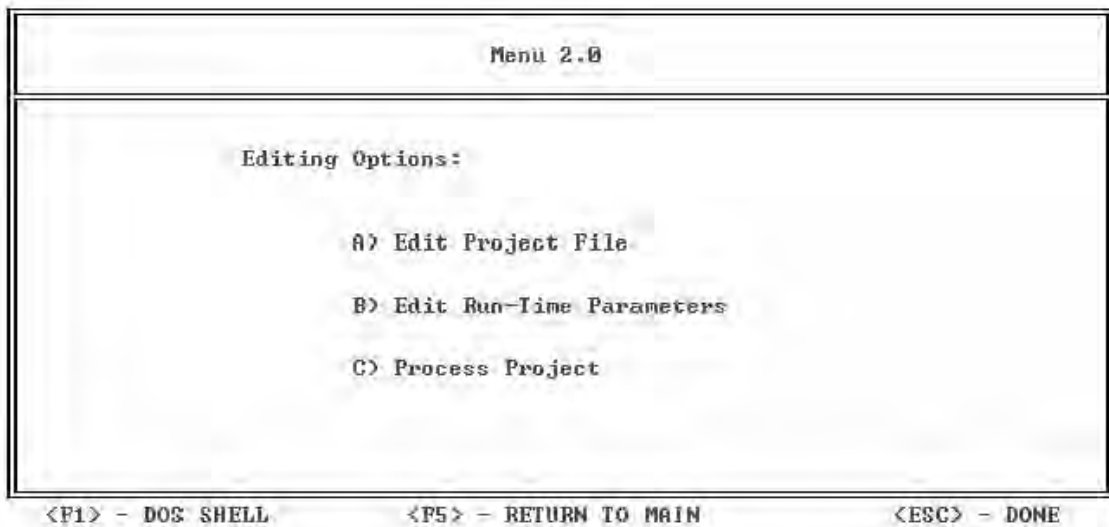 Menu 2.0
Editing Options:
A) Edit Project File
B) Edit Run-Time Parameters
C) Process Project
<F1> - DOS SHELL <F5> - RETURN TO MAIN <ESC> - DONE